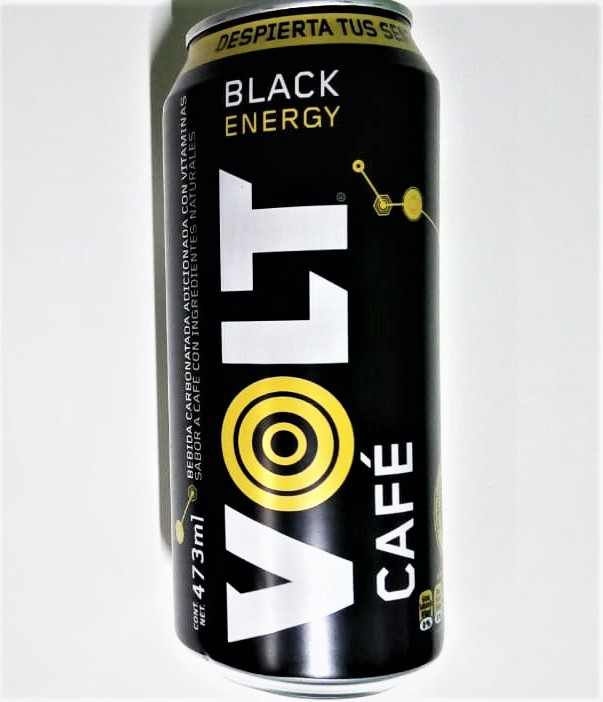 DESPIERTA TUS
BLACK
ENERGY
VOLT®
CAFÉ
BEBIDA CARBONATADA ADICIONADA CON VITAMINAS
SABOR A CAFÉ CON INGREDIENTES NATURALES
CONT.
NET. 473ml